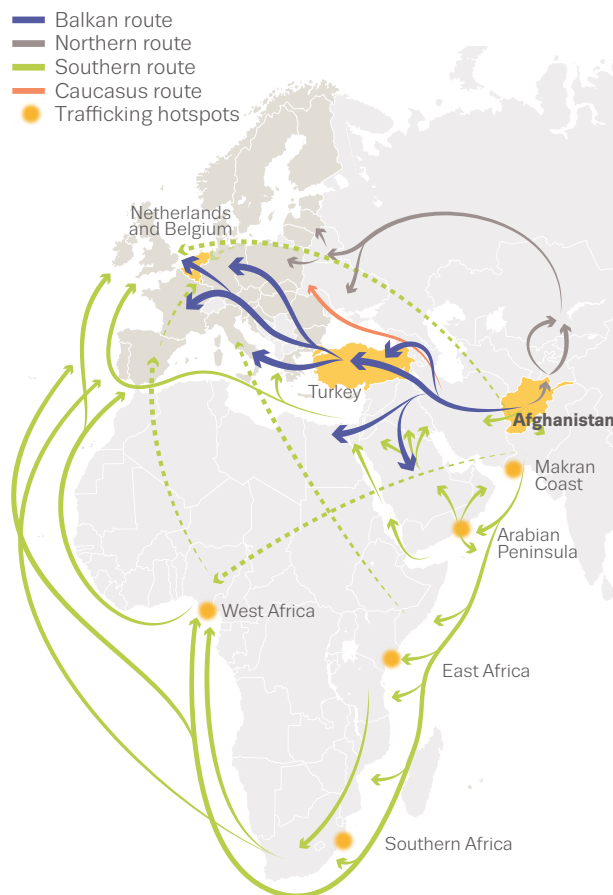 Balkan route
Northern route
Southern route
Caucasus route
Trafficking hotspots
Netherlands
and Belgium
Turkey
Afghanistan
Makran
Coast
Arabian
Peninsula
West Africa
East Africa
Southern Africa